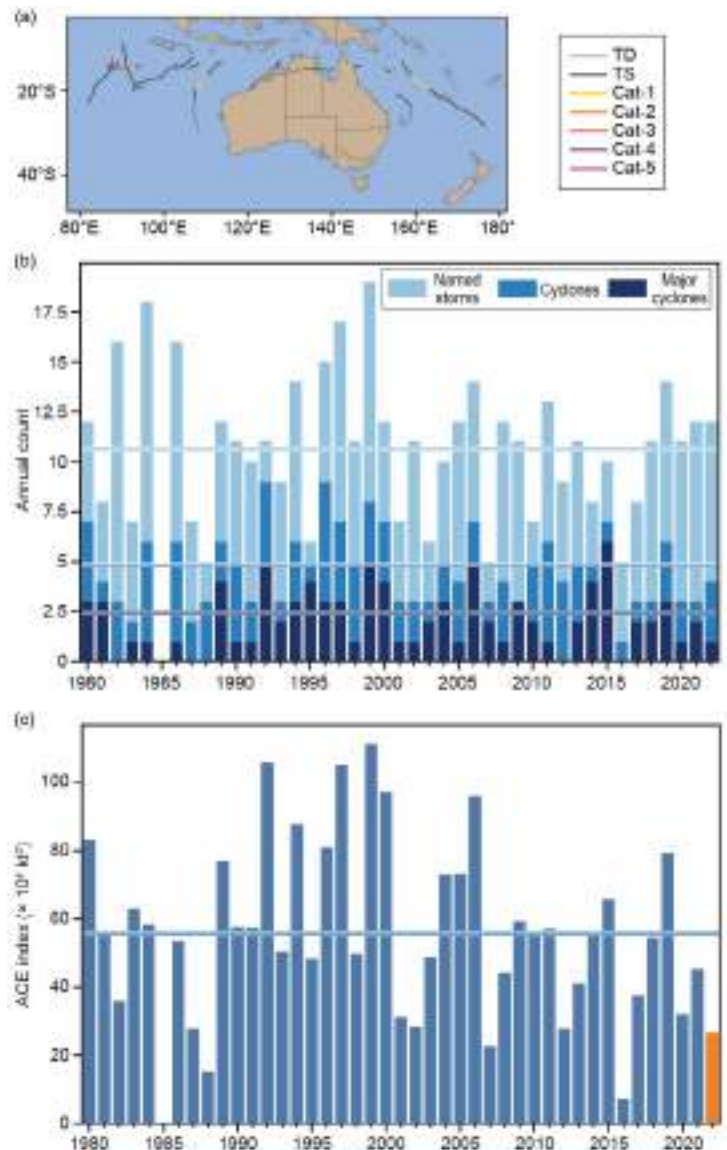 (a)
20°S
40°S
80°E 100°E 120°E 140°E 160°E 180°
TD
TS
Cat-1
Cat-2
Cat-3
Cat-4
Cat-5
(b)
Named storms
Cyclones
Major cyclones
Annual count
17.5
15
12.5
10
7.5
5
2.5
0
1980 1985 1990 1995 2000 2005 2010 2015 2020
(c)
ACE index (×
100
80
60
40
20
0
1980 1985 1990 1995 2000 2005 2010 2015 2020